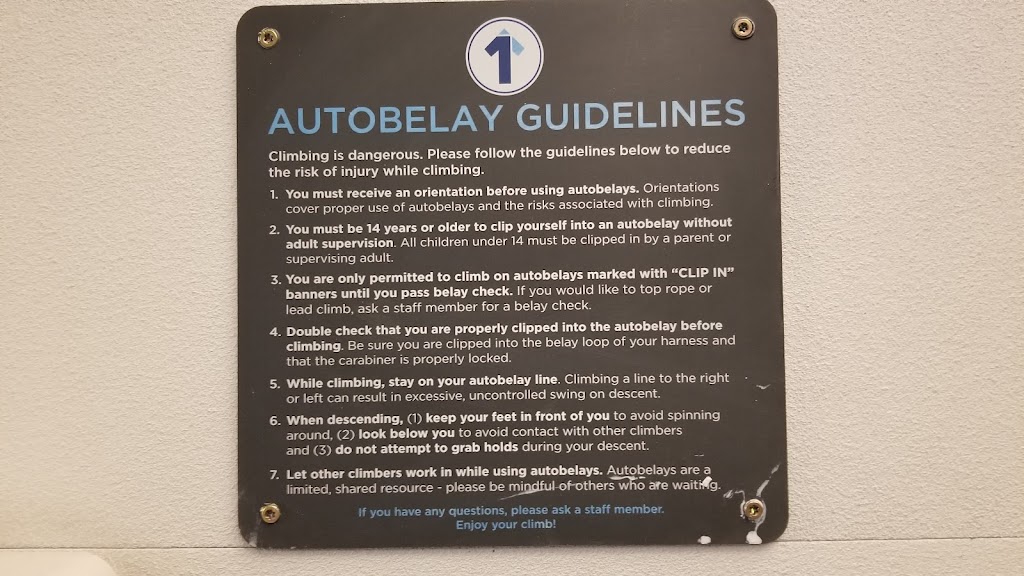 1
AUTOBELAY GUIDELINES
Climbing is dangerous. Please follow the guidelines below to reduce
the risk of injury while climbing.
1. You must receive an orientation before using autobelays. Orientations
cover proper use of autobelays and the risks associated with climbing.
2. You must be 14 years or older to clip yourself into an autobelay without
adult supervision. All children under 14 must be clipped in by a parent or
supervising adult.
3. You are only permitted to climb on autobelays marked with “CLIP IN”
banners until you pass belay check. If you would like to top rope or
lead climb, ask a staff member for a belay check.
4. Double check that you are properly clipped into the autobelay before
climbing. Be sure you are clipped into the belay loop of your harness and
that the carabiner is properly locked.
5. While climbing, stay on your autobelay line. Climbing a line to the right
or left can result in excessive, uncontrolled swing on descent.
6. When descending, (1) keep your feet in front of you to avoid spinning
around, (2) look below you to avoid contact with other climbers
and (3) do not attempt to grab holds during your descent.
7. Let other climbers work in while using autobelays. Autobelays are a
limited, shared resource - please be mindful of others who are waiting.
If you have any questions, please ask a staff member.
Enjoy your climb!